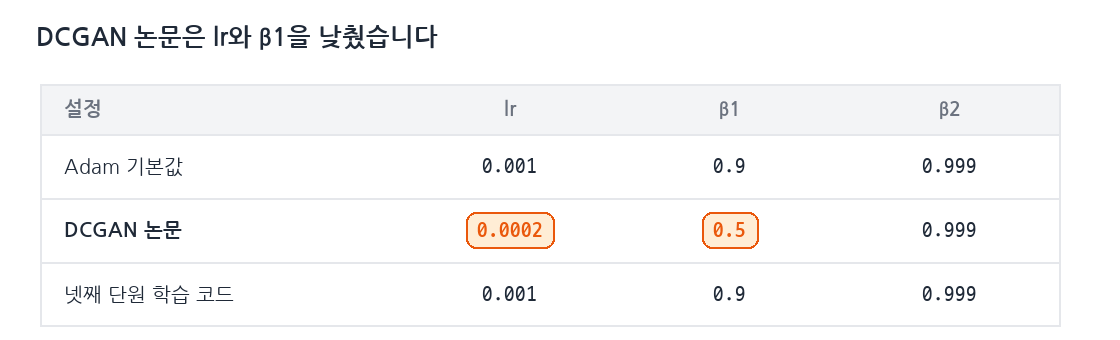 DCGAN 논문은 lr와 β1을 낮췄습니다
설정 lr β1 β2
Adam 기본값 0.001 0.9 0.999
DCGAN 논문 0.0002 0.5 0.999
넷째 단원 학습 코드 0.001 0.9 0.999